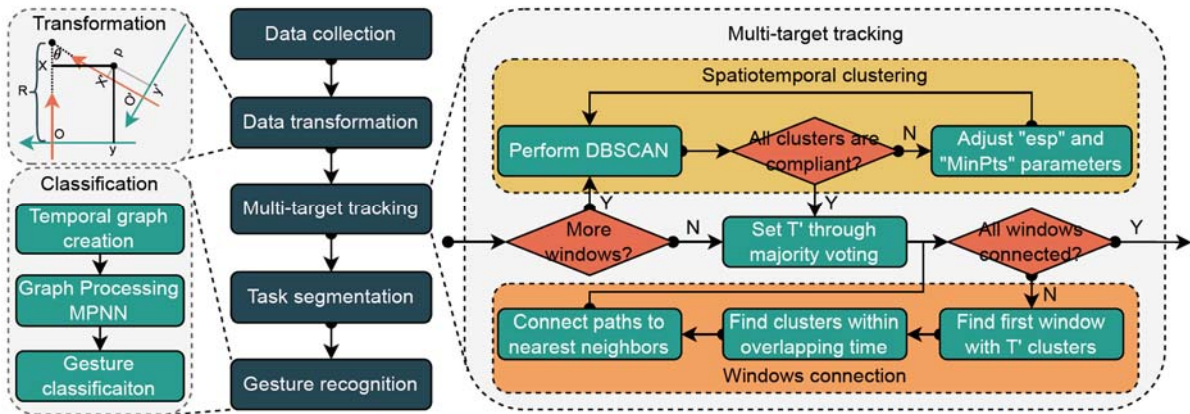 Transformation
θ
P
X
X'
R
y'
O'
O
y
Classification
Temporal graph
creation
Graph Processing
MPNN
Gesture
classificaiton
Data collection
Data transformation
Multi-target tracking
Task segmentation
Gesture recognition
Multi-target tracking
Spatiotemporal clustering
Perform DBSCAN
All clusters are
compliant?
N
Adjust "esp" and
"MinPts" parameters
Y
Y
More
windows?
N
Set T' through
majority voting
All windows
connected?
Y
N
Connect paths to
nearest neighbors
Find clusters within
overlapping time
Find first window
with T' clusters
Windows connection